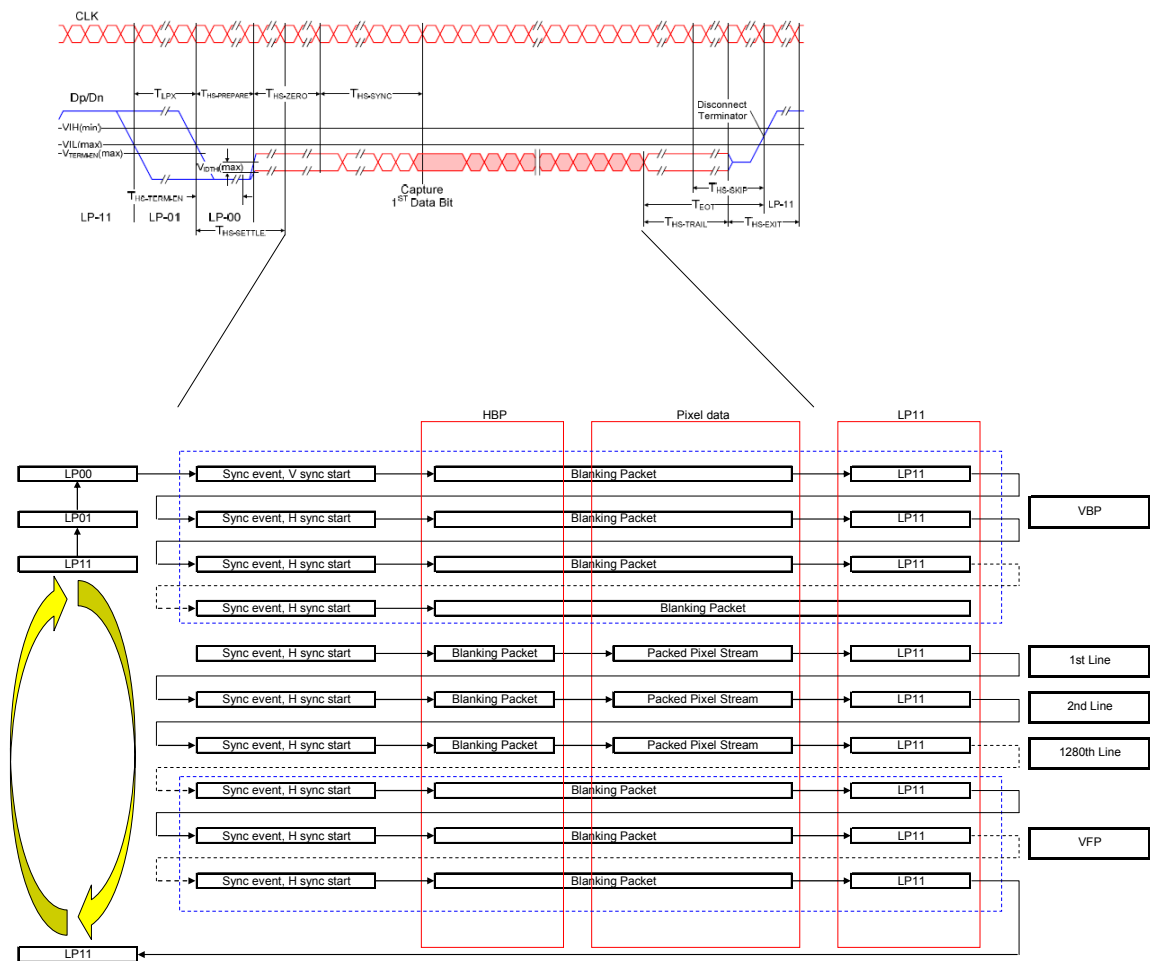 CLK
TLPX THS-PREPARE THS-ZERO THS-SYNC
Dp/Dn
Disconnect
Terminator
VIH(min)
VIL(max)
VTERM-EN(max)
VIDTH(max)
Capture
1ST Data Bit
THS-SKIP
THS-TERM-EN
TEOT LP-11
LP-11 LP-01 LP-00
THS-TRAIL THS-EXIT
THS-SETTLE
HBP Pixel data LP11
LP00 Sync event, V sync start Blanking Packet LP11
LP01 Sync event, H sync start Blanking Packet LP11 VBP
LP11 Sync event, H sync start Blanking Packet LP11
Sync event, H sync start Blanking Packet
Sync event, H sync start Blanking Packet Packed Pixel Stream LP11 1st Line
Sync event, H sync start Blanking Packet Packed Pixel Stream LP11 2nd Line
Sync event, H sync start Blanking Packet Packed Pixel Stream LP11 1280th Line
Sync event, H sync start Blanking Packet LP11
Sync event, H sync start Blanking Packet LP11 VFP
Sync event, H sync start Blanking Packet LP11
LP11